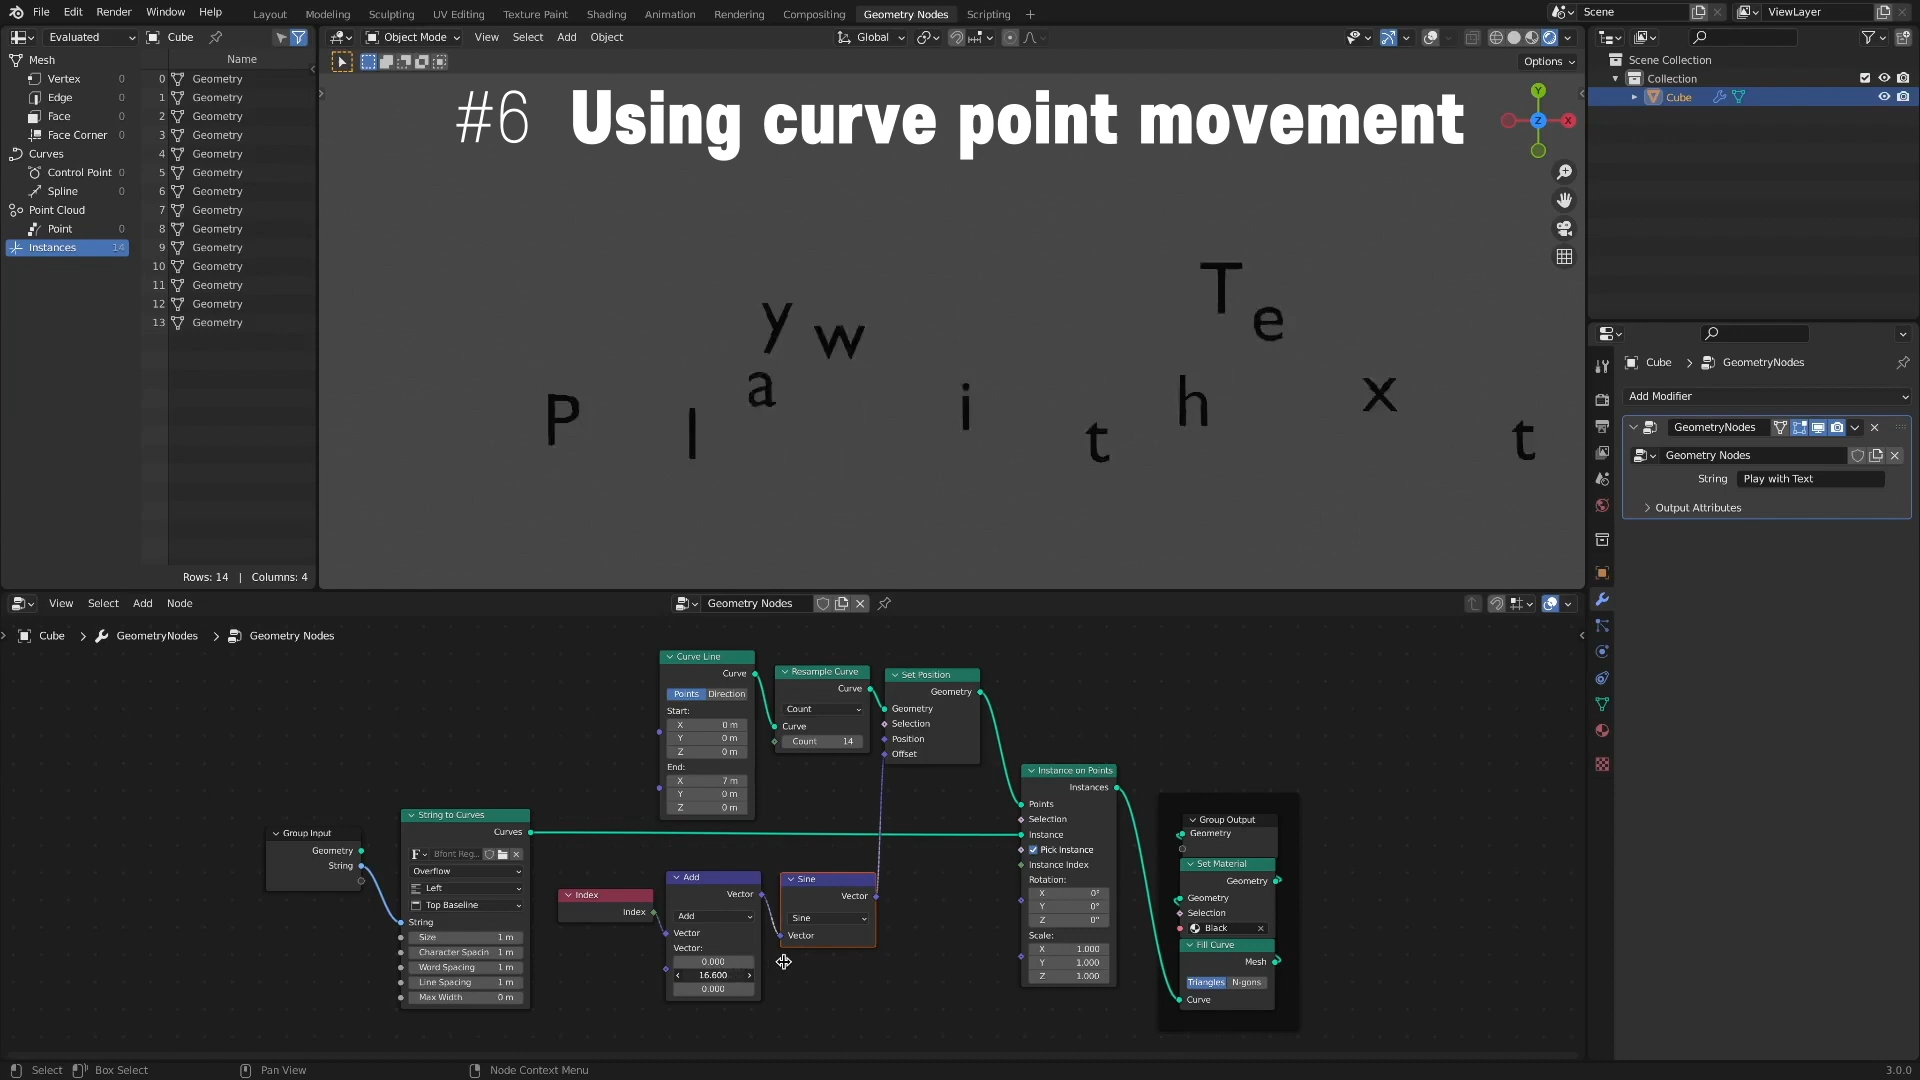 File Edit Render Window Help Layout Modeling Sculpting UV Editing Texture Paint Shading Animation Rendering Compositing Geometry Nodes Scripting + Scene ViewLayer
Evaluated Cube Object Mode View Select Add Object Global
Options
Name
Mesh
Vertex 0
Edge 0
Face 0
Face Corner 0
Curves
Control Point 0
Spline 0
Point Cloud
Point 0
Instances 14
0 Geometry
1 Geometry
2 Geometry
3 Geometry
4 Geometry
5 Geometry
6 Geometry
7 Geometry
8 Geometry
9 Geometry
10 Geometry
11 Geometry
12 Geometry
13 Geometry
Rows: 14 | Columns: 4
#6 Using curve point movement
Y
Z X
P l a y w i t h T e x t
Scene Collection
Collection
Cube
Cube > GeometryNodes
Add Modifier
GeometryNodes
Geometry Nodes
String Play with Text
Output Attributes
View Select Add Node Geometry Nodes
Cube > GeometryNodes > Geometry Nodes
Group Input
Geometry
String
String to Curves
Curves
F Bfont Reg...
Overflow
Left
Top Baseline
String
Size 1 m
Character Spacin 1 m
Word Spacing 1 m
Line Spacing 1 m
Max Width 0 m
Curve Line
Curve
Points Direction
Start:
X 0 m
Y 0 m
Z 0 m
End:
X 7 m
Y 0 m
Z 0 m
Resample Curve
Curve
Count
Curve
Count 14
Set Position
Geometry
Geometry
Selection
Position
Offset
Index
Index
Add
Vector
Add
Vector
Vector:
0.000
16.600
0.000
Sine
Vector
Sine
Vector
Instance on Points
Instances
Points
Selection
Instance
Pick Instance
Instance Index
Rotation:
X 0°
Y 0°
Z 0°
Scale:
X 1.000
Y 1.000
Z 1.000
Group Output
Geometry
Set Material
Geometry
Geometry
Selection
Black
Fill Curve
Mesh
Triangles N-gons
Curve
Select Box Select Pan View Node Context Menu 3.0.0